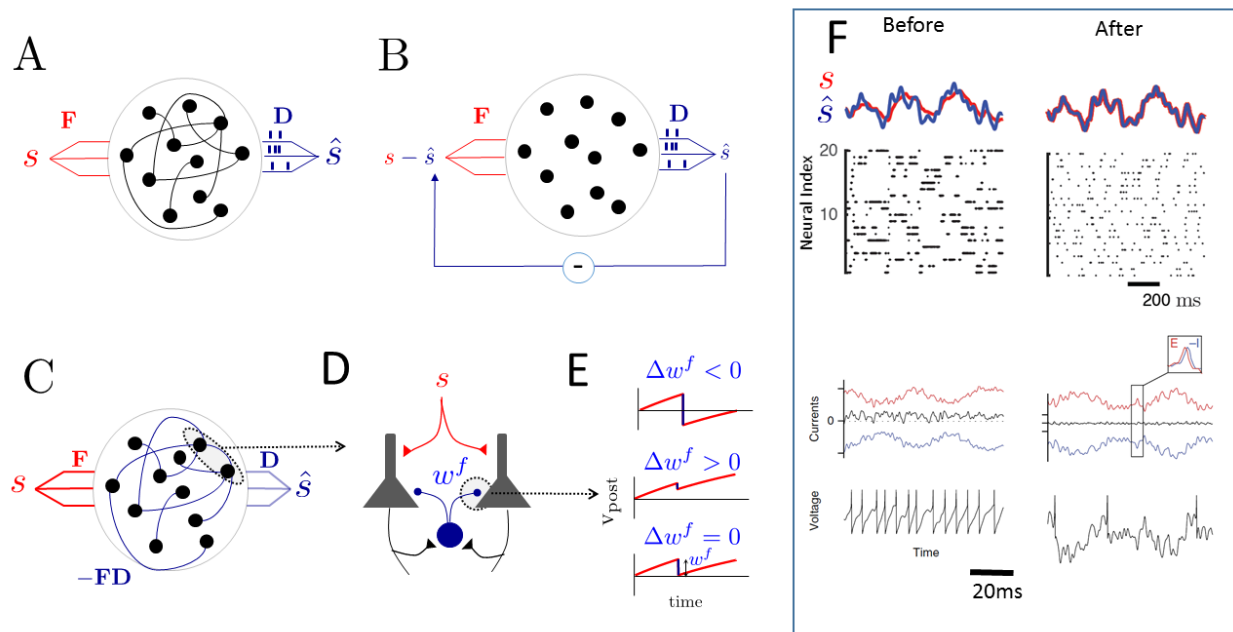 A
F
s
D
ŝ
B
s − ŝ
ŝ
-
C
F
s
D
ŝ
−FD
D
s
w^f
E
Δw^f < 0
Δw^f > 0
Δw^f = 0
w^f
v_post
time
F
Before
After
s
ŝ
20
10
Neural Index
200 ms
E -I
Currents
0
Voltage
Time
20ms